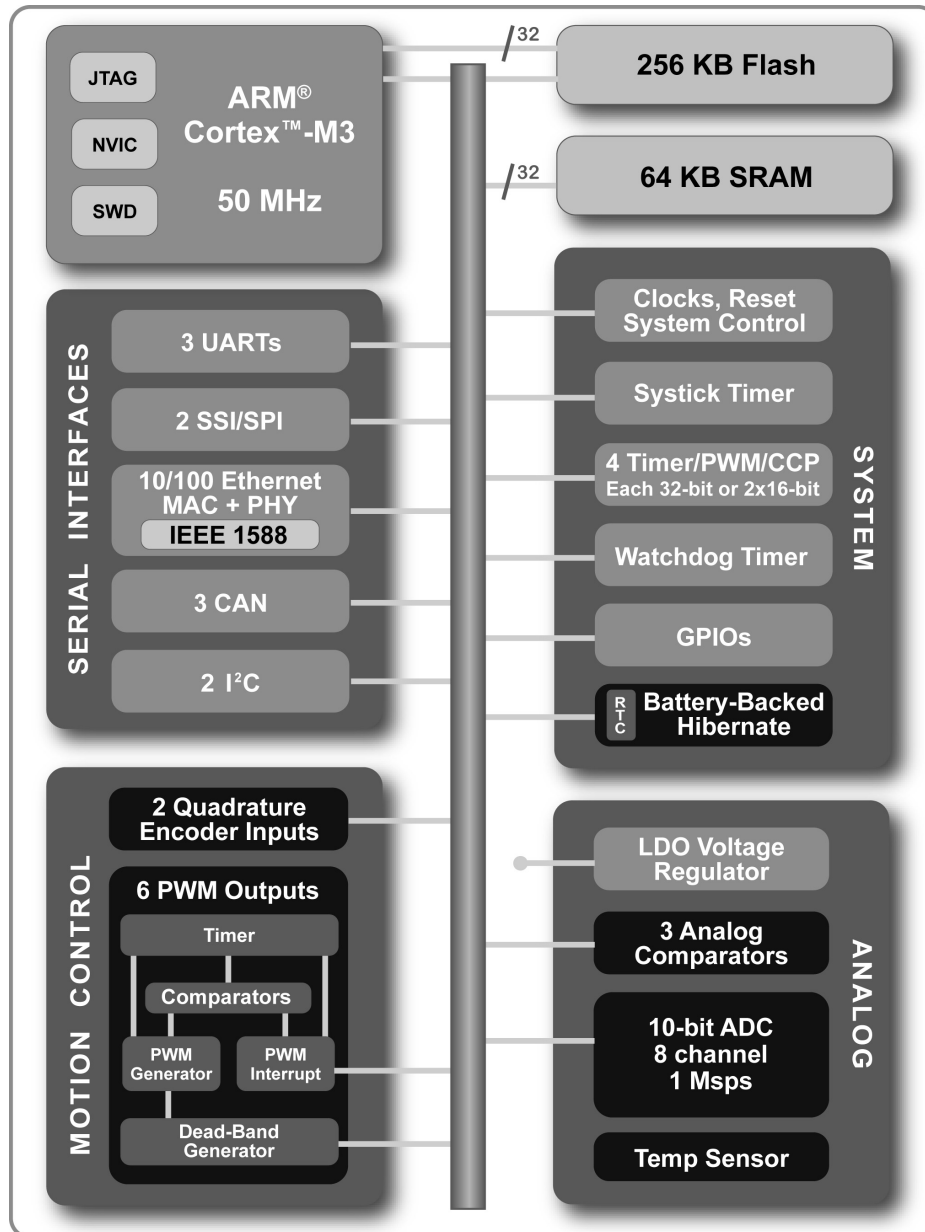 JTAG
NVIC
SWD
ARM®
Cortex™-M3
50 MHz
32
256 KB Flash
32
64 KB SRAM
SERIAL INTERFACES
3 UARTs
2 SSI/SPI
10/100 Ethernet
MAC + PHY
IEEE 1588
3 CAN
2 I²C
SYSTEM
Clocks, Reset
System Control
Systick Timer
4 Timer/PWM/CCP
Each 32-bit or 2x16-bit
Watchdog Timer
GPIOs
RTC
Battery-Backed
Hibernate
MOTION CONTROL
2 Quadrature
Encoder Inputs
6 PWM Outputs
Timer
Comparators
PWM
Generator
PWM
Interrupt
Dead-Band
Generator
ANALOG
LDO Voltage
Regulator
3 Analog
Comparators
10-bit ADC
8 channel
1 Msps
Temp Sensor